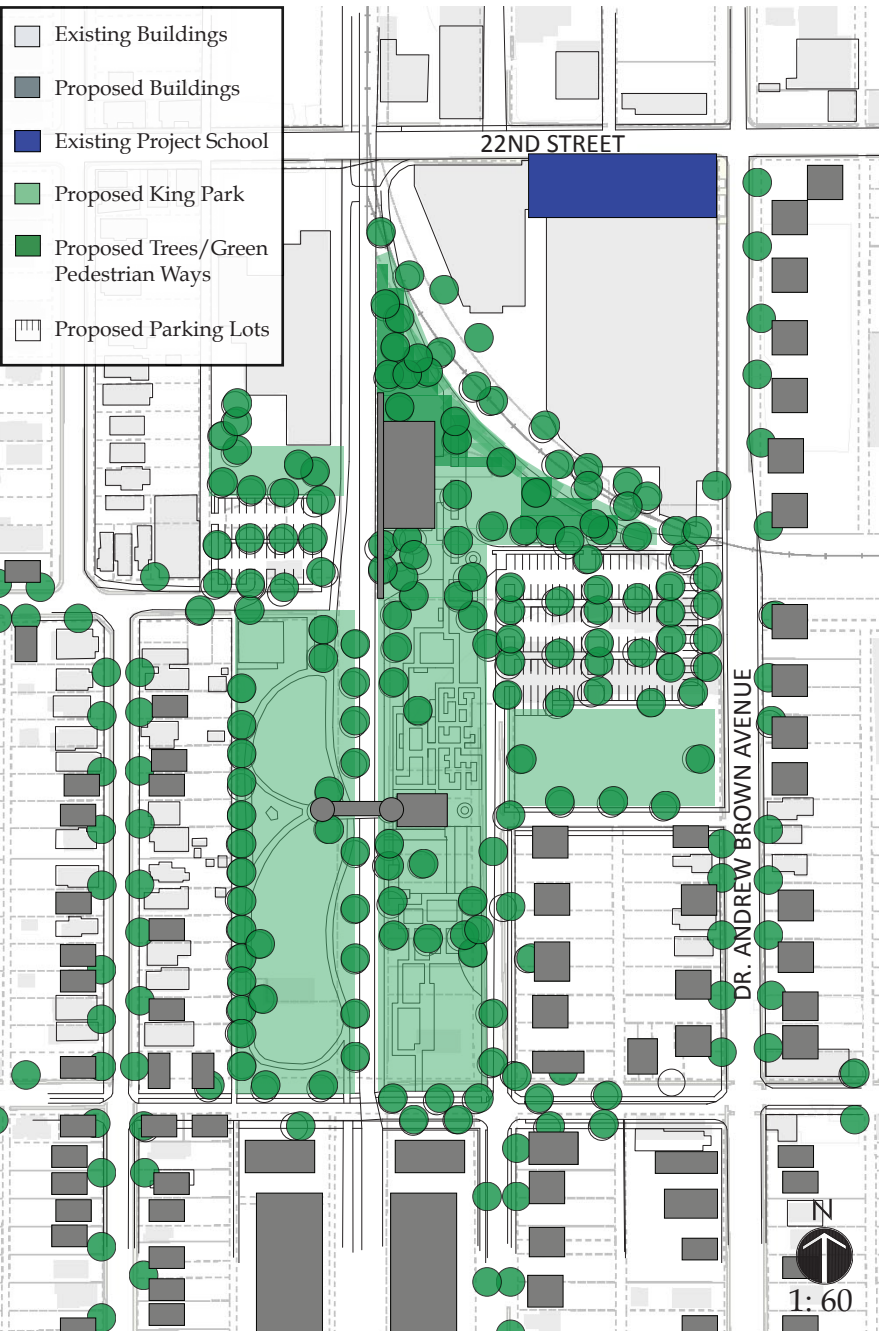 Existing Buildings
Proposed Buildings
Existing Project School
Proposed King Park
Proposed Trees/Green
Pedestrian Ways
Proposed Parking Lots
22ND STREET
DR. ANDREW BROWN AVENUE
N
1: 60